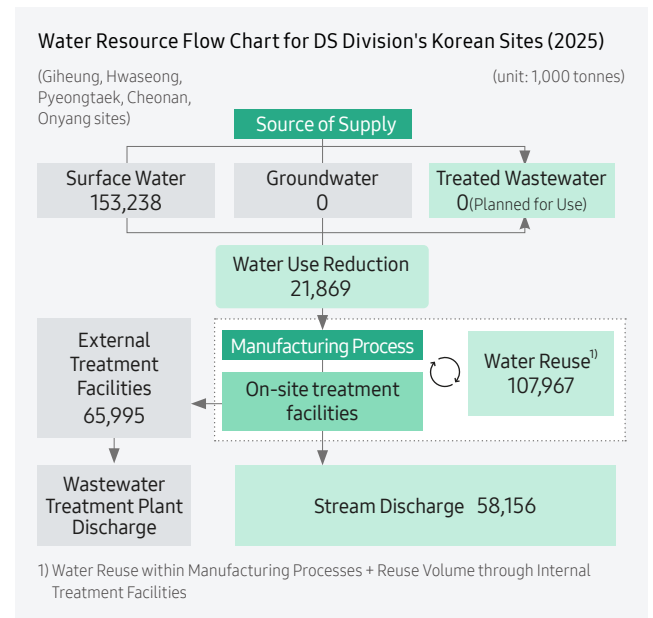 Water Resource Flow Chart for DS Division's Korean Sites (2025)
(Giheung, Hwaseong,
Pyeongtaek, Cheonan,
Onyang sites)
(unit: 1,000 tonnes)
Source of Supply
Surface Water
153,238
Groundwater
0
Treated Wastewater
0(Planned for Use)
Water Use Reduction
21,869
External
Treatment
Facilities
65,995
Manufacturing Process
On-site treatment
facilities
Water Reuse1)
107,967
Wastewater
Treatment Plant
Discharge
Stream Discharge 58,156
1) Water Reuse within Manufacturing Processes + Reuse Volume through Internal
Treatment Facilities